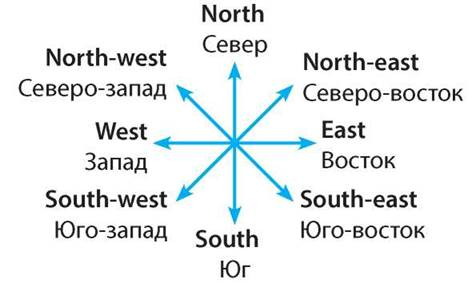 North
Север
North-west
Северо-запад
North-east
Северо-восток
West
Запад
East
Восток
South-west
Юго-запад
South-east
Юго-восток
South
Юг